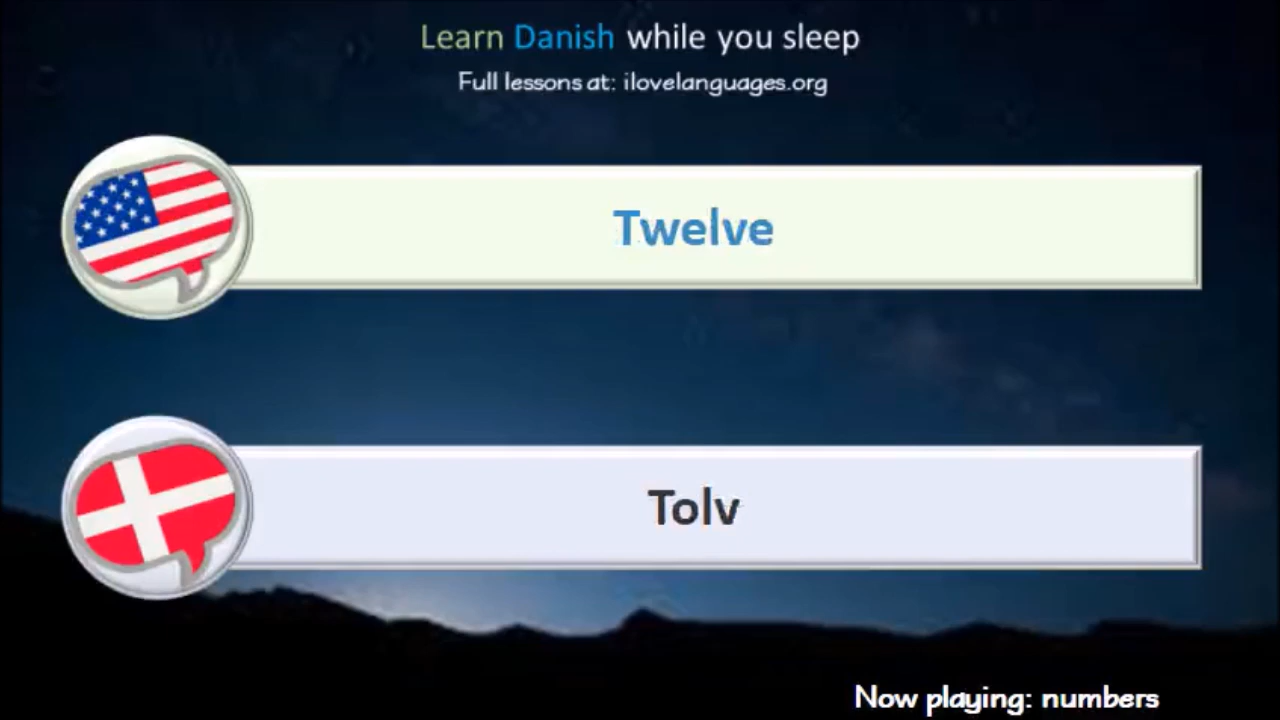 Learn Danish while you sleep
Full lessons at: ilovelanguages.org
Twelve
Tolv
Now playing: numbers